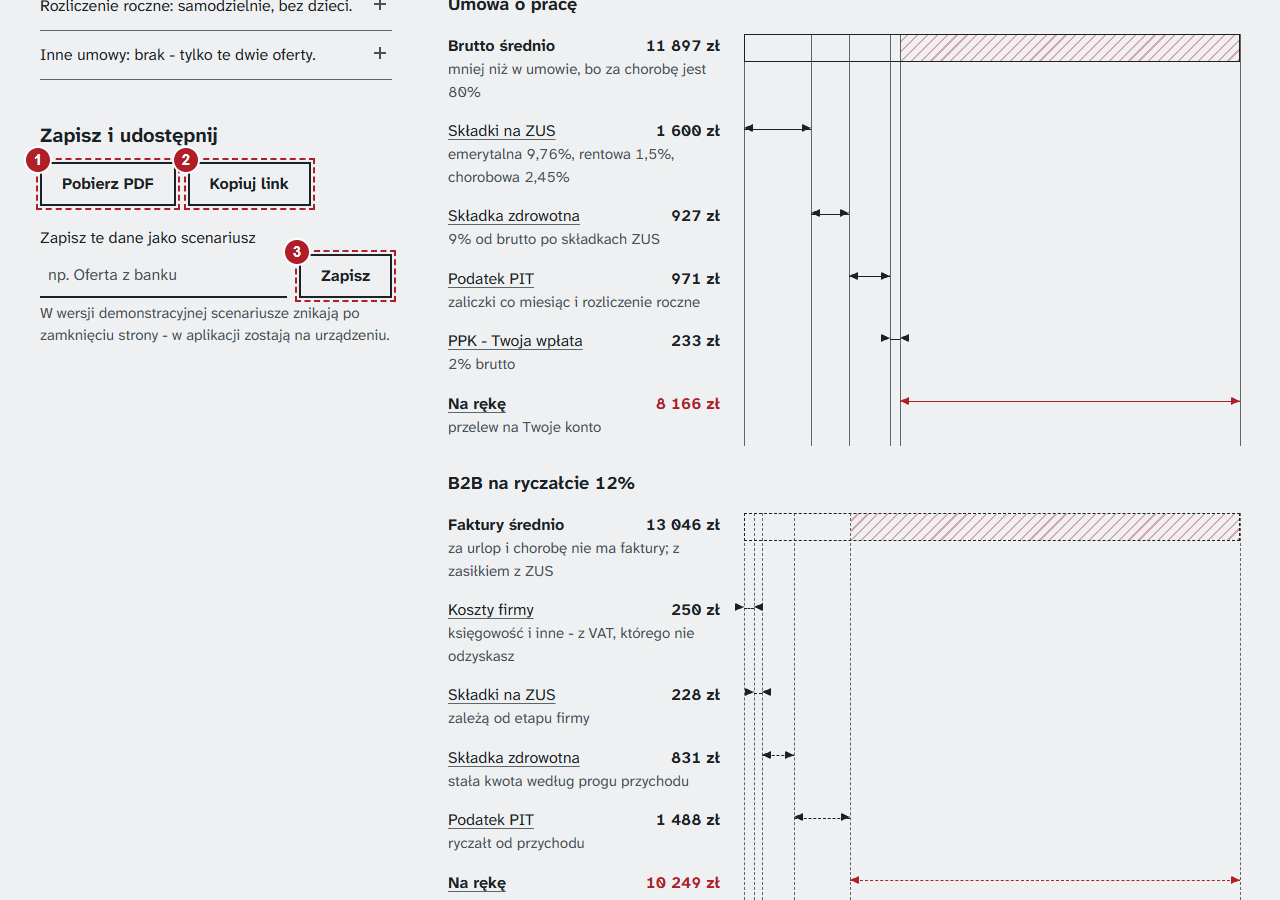 Rozliczenie roczne: samodzielnie, bez dzieci.
Inne umowy: brak - tylko te dwie oferty.
Zapisz i udostępnij
1 2
Pobierz PDF Kopiuj link
Zapisz te dane jako scenariusz
3
np. Oferta z banku Zapisz
W wersji demonstracyjnej scenariusze znikają po
zamknięciu strony - w aplikacji zostają na urządzeniu.
Umowa o pracę
Brutto średnio 11 897 zł
mniej niż w umowie, bo za chorobę jest
80%
Składki na ZUS 1 600 zł
emerytalna 9,76%, rentowa 1,5%,
chorobowa 2,45%
Składka zdrowotna 927 zł
9% od brutto po składkach ZUS
Podatek PIT 971 zł
zaliczki co miesiąc i rozliczenie roczne
PPK - Twoja wpłata 233 zł
2% brutto
Na rękę 8 166 zł
przelew na Twoje konto
B2B na ryczałcie 12%
Faktury średnio 13 046 zł
za urlop i chorobę nie ma faktury; z
zasiłkiem z ZUS
Koszty firmy 250 zł
księgowość i inne - z VAT, którego nie
odzyskasz
Składki na ZUS 228 zł
zależą od etapu firmy
Składka zdrowotna 831 zł
stała kwota według progu przychodu
Podatek PIT 1 488 zł
ryczałt od przychodu
Na rękę 10 249 zł